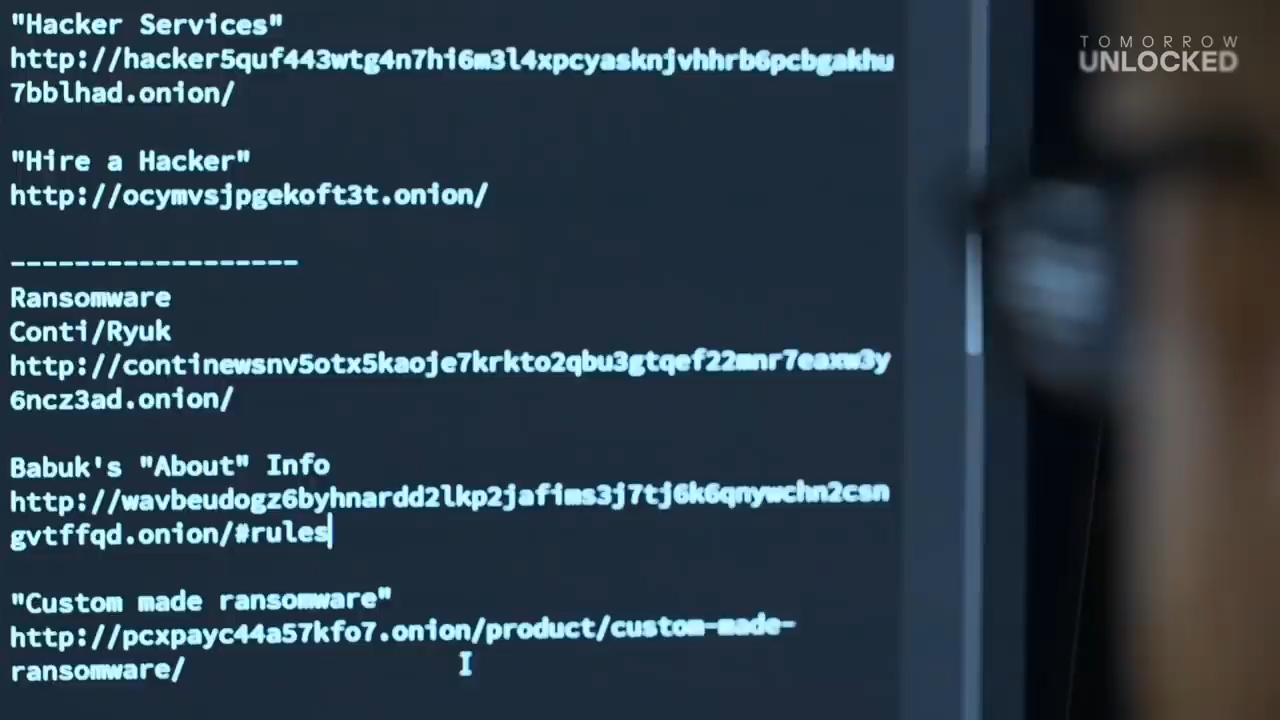 "Hacker Services"
http://hacker5quf443wtg4n7hi6m3l4xpcyasknjvhhrb6pcbgakhu
7bblhad.onion/
"Hire a Hacker"
http://ocymvsjpgekoft3t.onion/
------------------
Ransomware
Conti/Ryuk
http://continewsnv5otx5kaoje7krkto2qbu3gtqef22mnr7eaxw3y
6ncz3ad.onion/
Babuk's "About" Info
http://wavbeudogz6byhnardd2lkp2jafims3j7tj6k6qnywchn2csn
gvtffqd.onion/#rules
"Custom made ransomware"
http://pcxpayc44a57kfo7.onion/product/custom-made-
ransomware/
TOMORROW
UNLOCKED